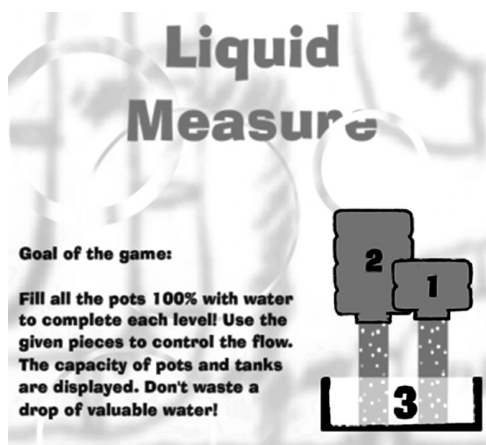 Liquid
Measure
Goal of the game:
Fill all the pots 100% with water
to complete each level! Use the
given pieces to control the flow.
The capacity of pots and tanks
are displayed. Don't waste a
drop of valuable water!
2
1
3